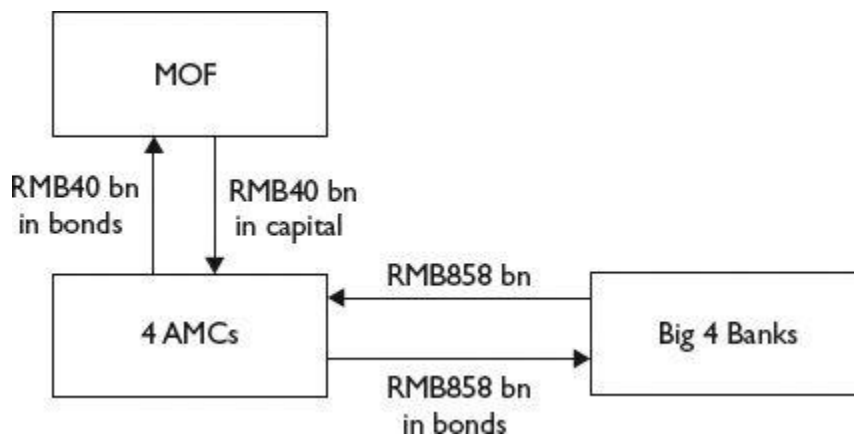 MOF
RMB40 bn
in bonds
RMB40 bn
in capital
RMB858 bn
4 AMCs
Big 4 Banks
RMB858 bn
in bonds